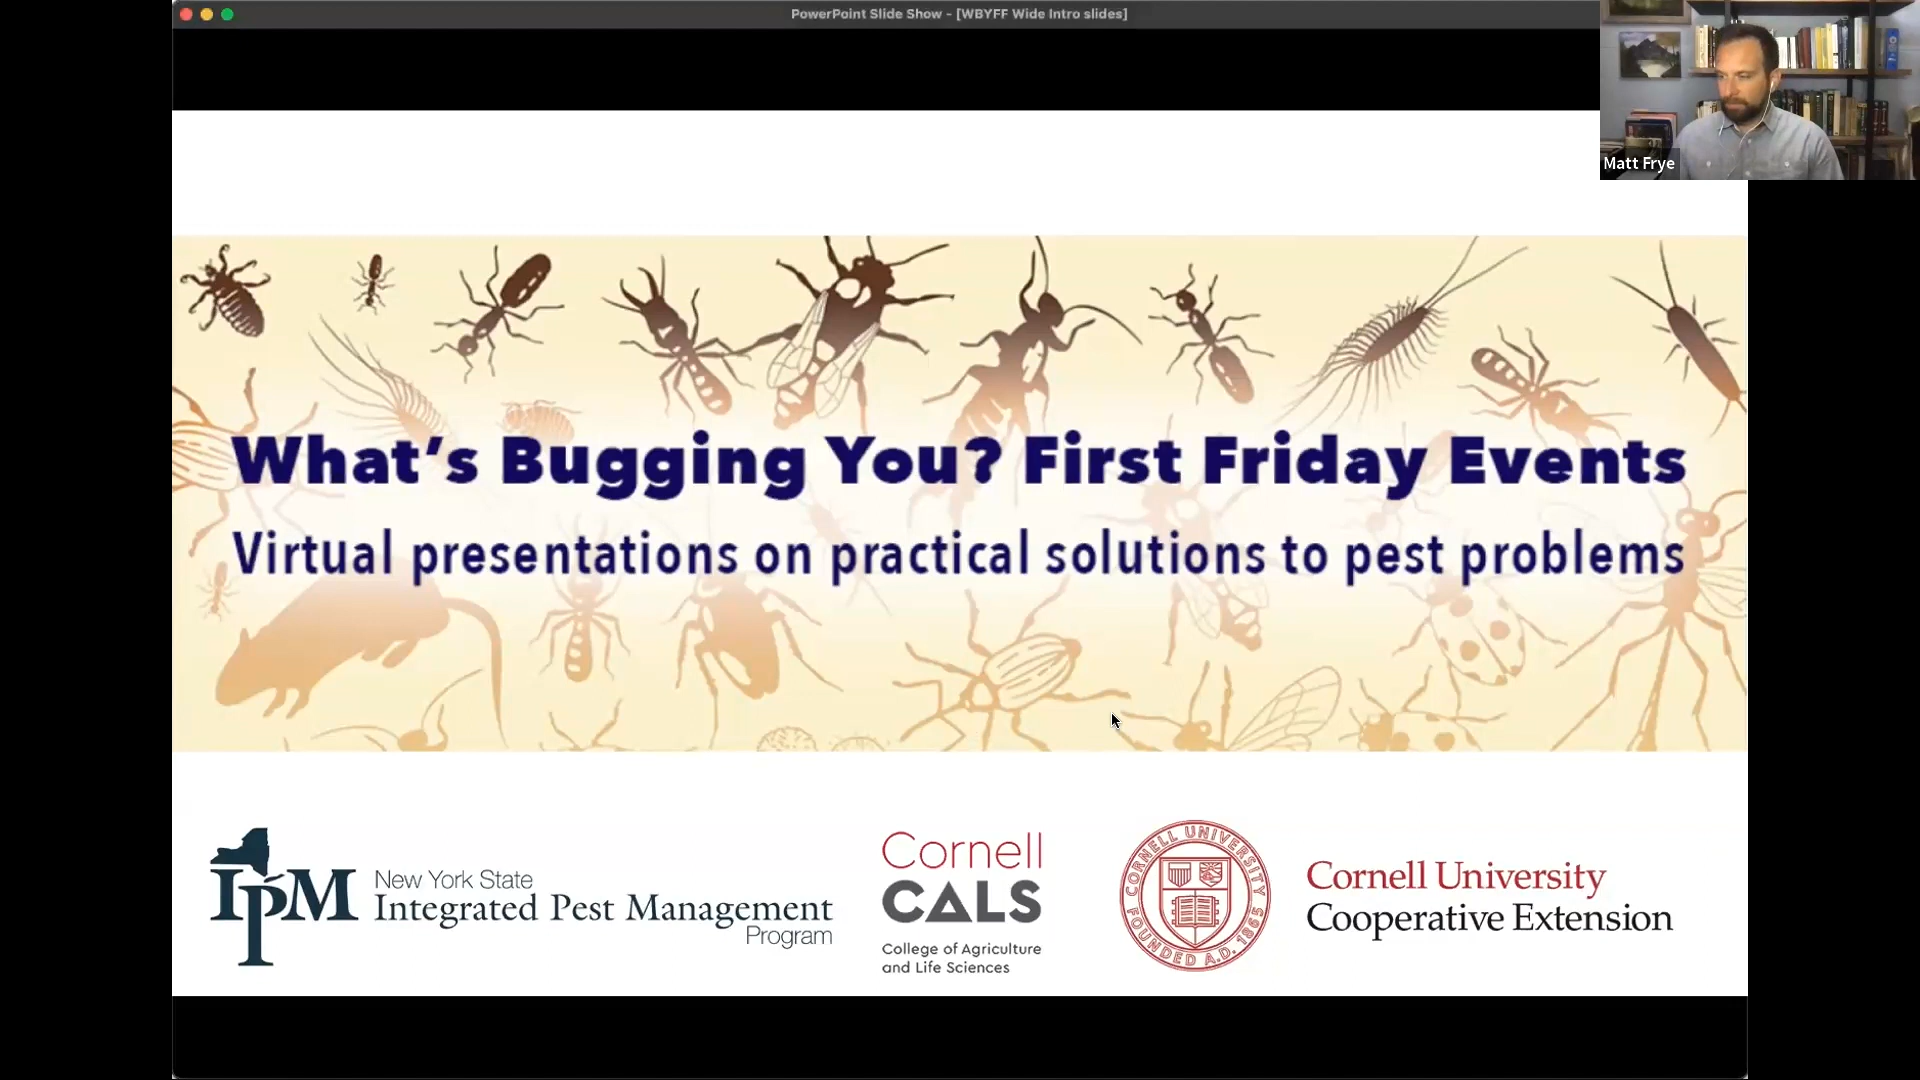 PowerPoint Slide Show - [WBYFF Wide Intro slides]
Matt Frye
What's Bugging You? First Friday Events
Virtual presentations on practical solutions to pest problems
IPM
New York State
Integrated Pest Management
Program
Cornell
CALS
College of Agriculture
and Life Sciences
CORNELL UNIVERSITY
FOUNDED A.D. 1865
Cornell University
Cooperative Extension